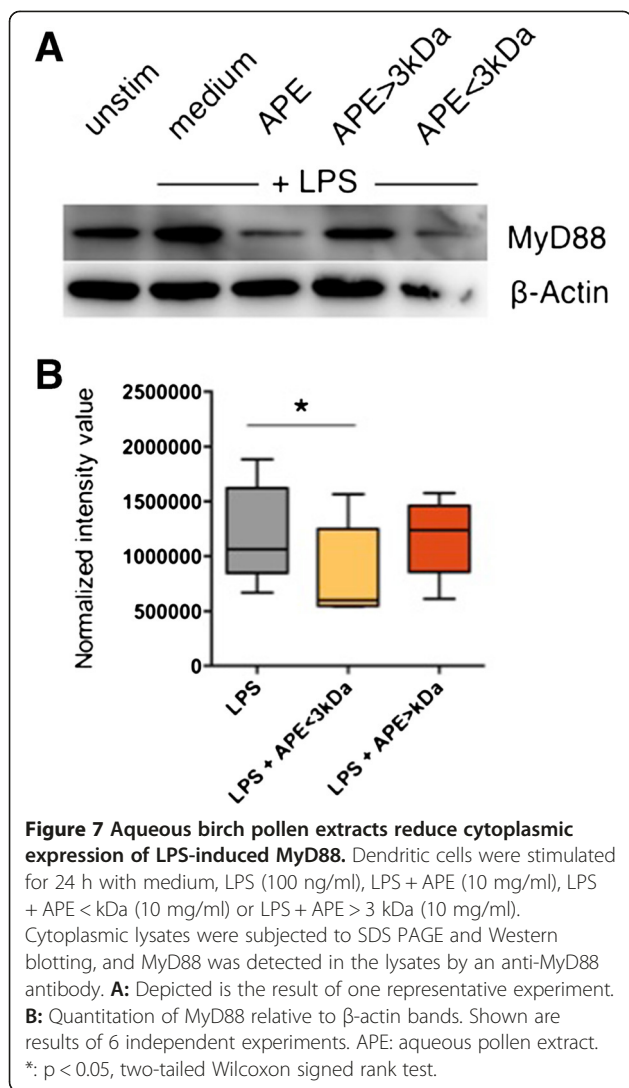 A
unstim medium APE APE>3kDa APE<3kDa
+ LPS
MyD88
β-Actin
B
Normalized intensity value
2500000
2000000
*
1500000
1000000
500000
0
LPS
LPS + APE<3kDa
LPS + APE>kDa
Figure 7 Aqueous birch pollen extracts reduce cytoplasmic
expression of LPS-induced MyD88. Dendritic cells were stimulated
for 24 h with medium, LPS (100 ng/ml), LPS + APE (10 mg/ml), LPS
+ APE < kDa (10 mg/ml) or LPS + APE > 3 kDa (10 mg/ml).
Cytoplasmic lysates were subjected to SDS PAGE and Western
blotting, and MyD88 was detected in the lysates by an anti-MyD88
antibody. A: Depicted is the result of one representative experiment.
B: Quantitation of MyD88 relative to β-actin bands. Shown are
results of 6 independent experiments. APE: aqueous pollen extract.
*: p < 0.05, two-tailed Wilcoxon signed rank test.